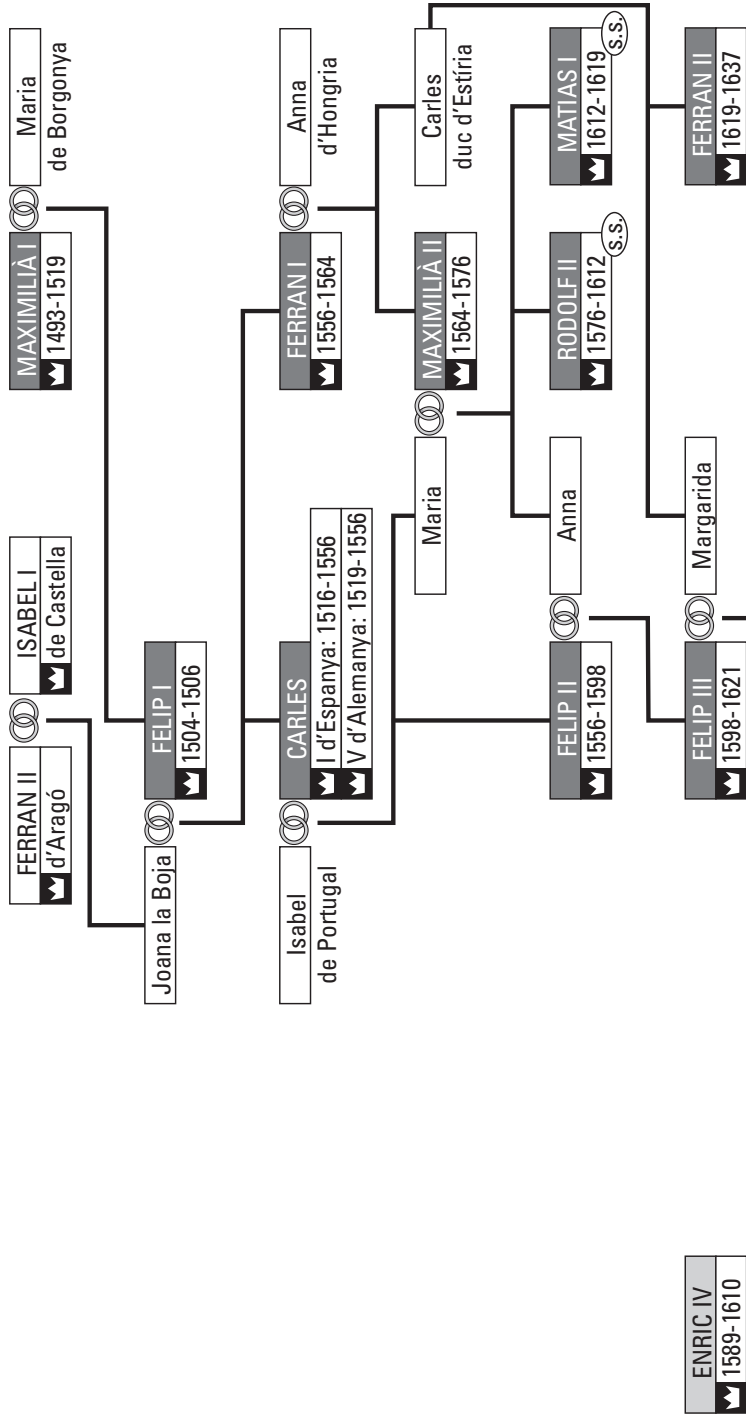 FERRAN II
d'Aragó
ISABEL I
de Castella
MAXIMILIÀ I
1493-1519
Maria
de Borgonya
Joana la Boja
FELIP I
1504-1506
Isabel
de Portugal
CARLES
I d'Espanya: 1516-1556
V d'Alemanya: 1519-1556
FERRAN I
1556-1564
Anna
d'Hongria
Maria
MAXIMILIÀ II
1564-1576
Carles
duc d'Estíria
FELIP II
1556-1598
Anna
RODOLF II
1576-1612
s.s.
MATIAS I
1612-1619
s.s.
ENRIC IV
1589-1610
FELIP III
1598-1621
Margarida
FERRAN II
1619-1637